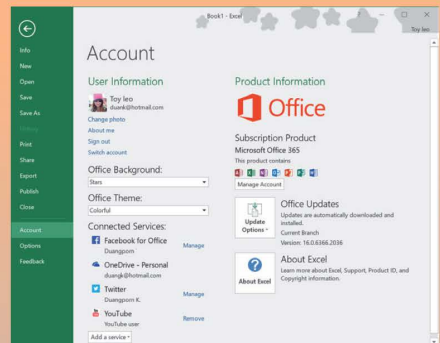 Book1 - Excel
?
Toy leo
Info
New
Open
Save
Save As
Print
Share
Export
Publish
Close
Account
Options
Feedback
Account
User Information
Toy leo
duank@hotmail.com
Change photo
About me
Sign out
Switch account
Office Background:
Stars
Office Theme:
Colorful
Connected Services:
Facebook for Office
Duangporn
Manage
OneDrive - Personal
duangk@hotmail.com
Twitter
Duangporn K.
Manage
YouTube
YouTube user
Remove
Add a service
Product Information
Office
Subscription Product
Microsoft Office 365
This product contains
Manage Account
Update
Options
Office Updates
Updates are automatically downloaded and
installed.
Current Branch
Version: 16.0.6366.2036
?
About Excel
About Excel
Learn more about Excel, Support, Product ID, and
Copyright information.